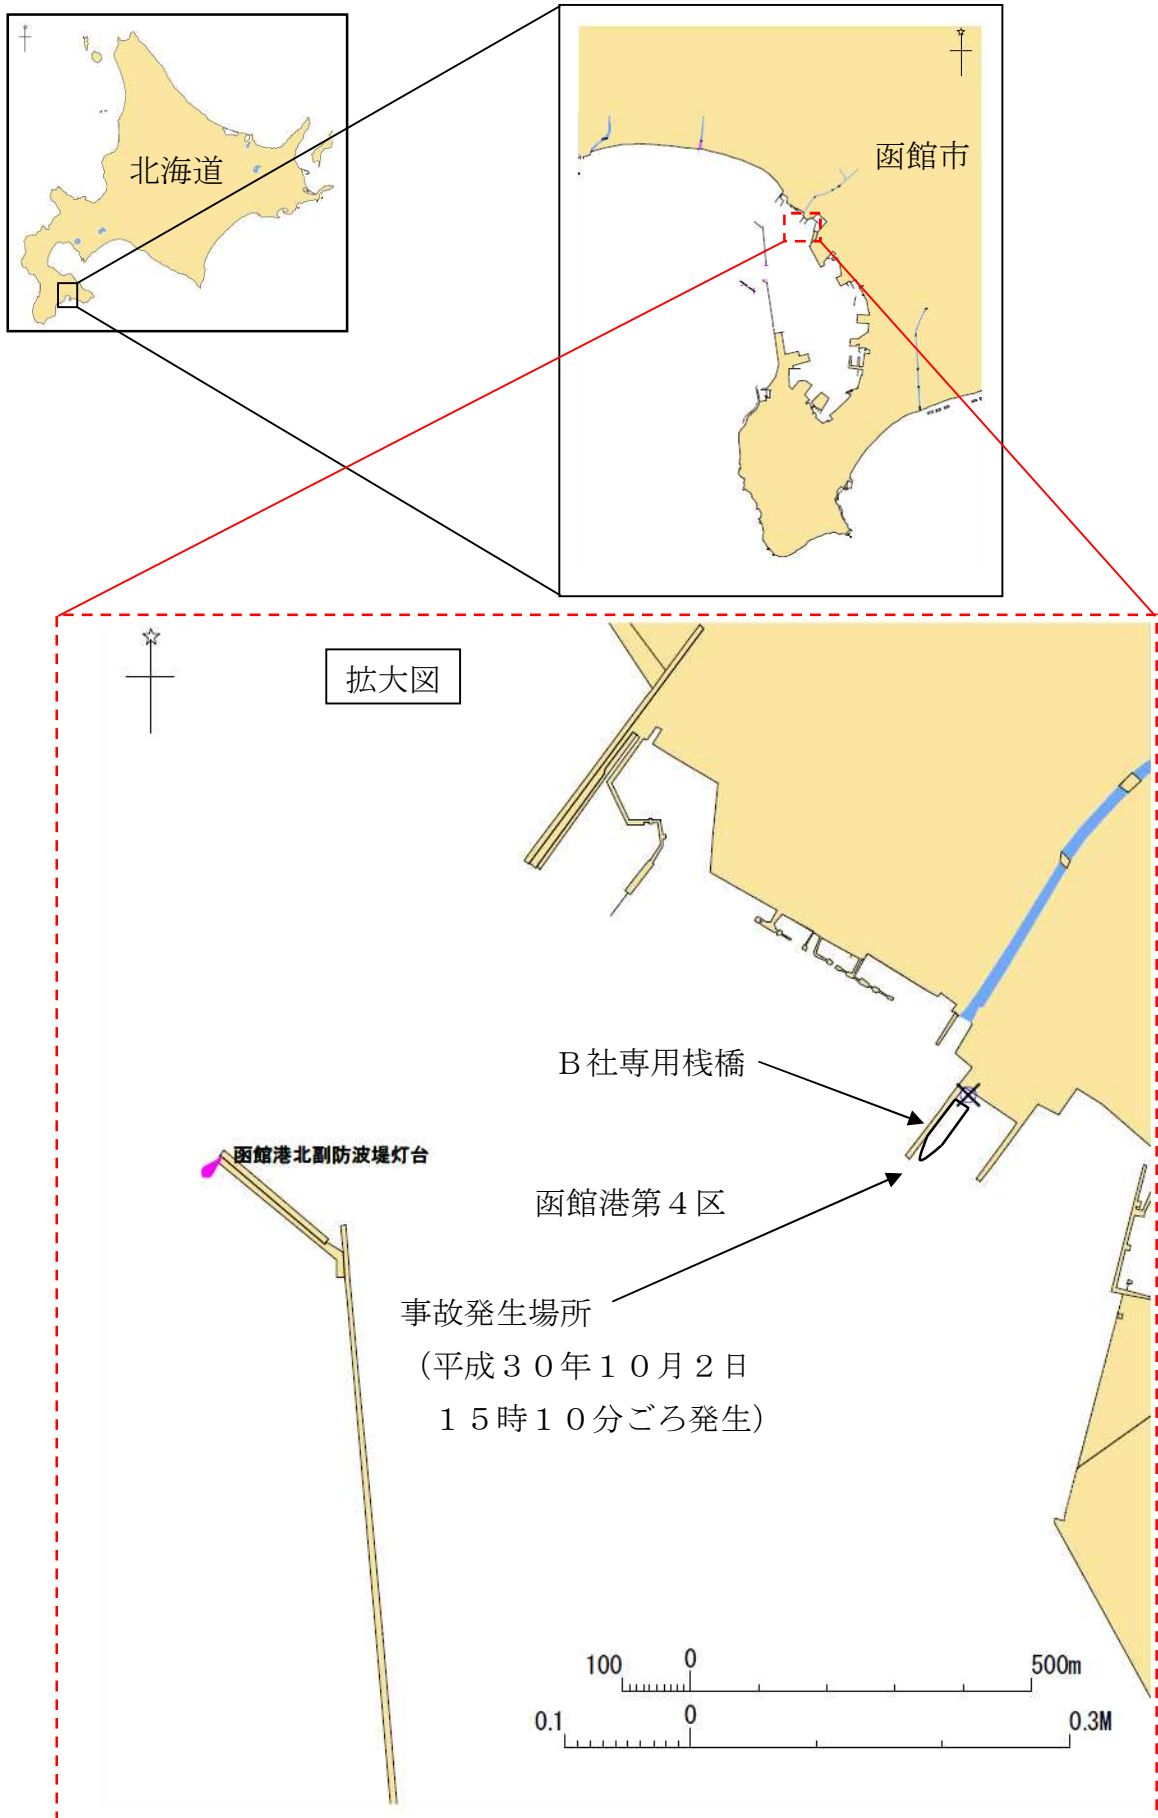 北海道
函館市
拡大図
B社専用桟橋
函館港北副防波堤灯台
函館港第4区
事故発生場所
（平成30年10月2日
15時10分ごろ発生）
100 0 500m
0.1 0 0.3M